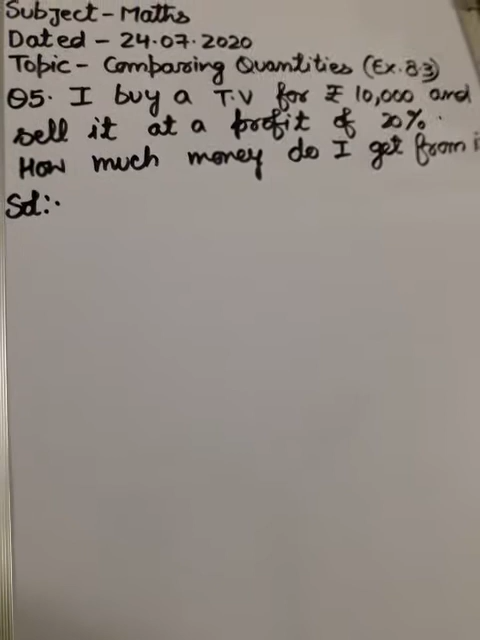 Subject - Maths
Dated - 24.07.2020
Topic - Comparing Quantities (Ex. 8.3)
Q5. I buy a T.V for ₹ 10,000 and
sell it at a profit of 20%.
How much money do I get from
Sol:-